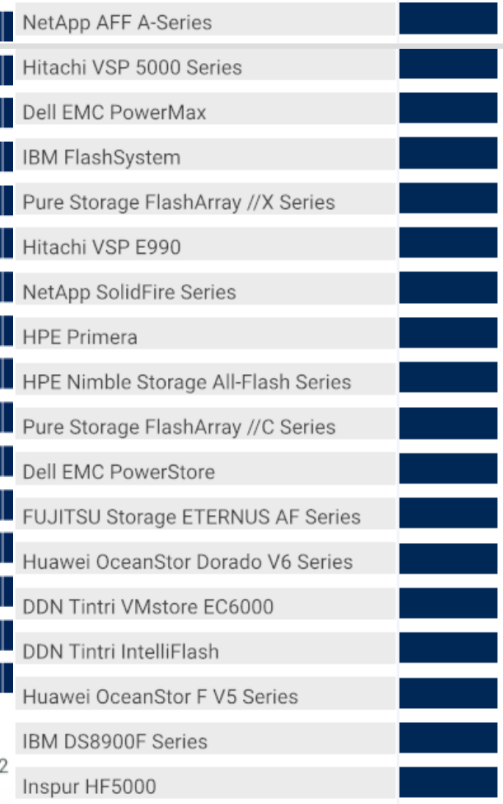 NetApp AFF A-Series
Hitachi VSP 5000 Series
Dell EMC PowerMax
IBM FlashSystem
Pure Storage FlashArray //X Series
Hitachi VSP E990
NetApp SolidFire Series
HPE Primera
HPE Nimble Storage All-Flash Series
Pure Storage FlashArray //C Series
Dell EMC PowerStore
FUJITSU Storage ETERNUS AF Series
Huawei OceanStor Dorado V6 Series
DDN Tintri VMstore EC6000
DDN Tintri IntelliFlash
Huawei OceanStor F V5 Series
IBM DS8900F Series
2
Inspur HF5000